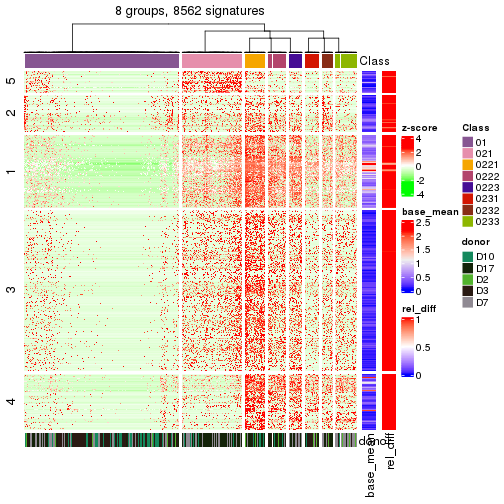 8 groups, 8562 signatures
Class
5
2
1
3
4
donor
base_mean
rel_diff
z-score
4
2
0
-2
-4
base_mean
2.5
2
1.5
1
0.5
0
rel_diff
1
0.5
0
Class
01
021
0221
0222
0223
0231
0232
0233
donor
D10
D17
D2
D3
D7